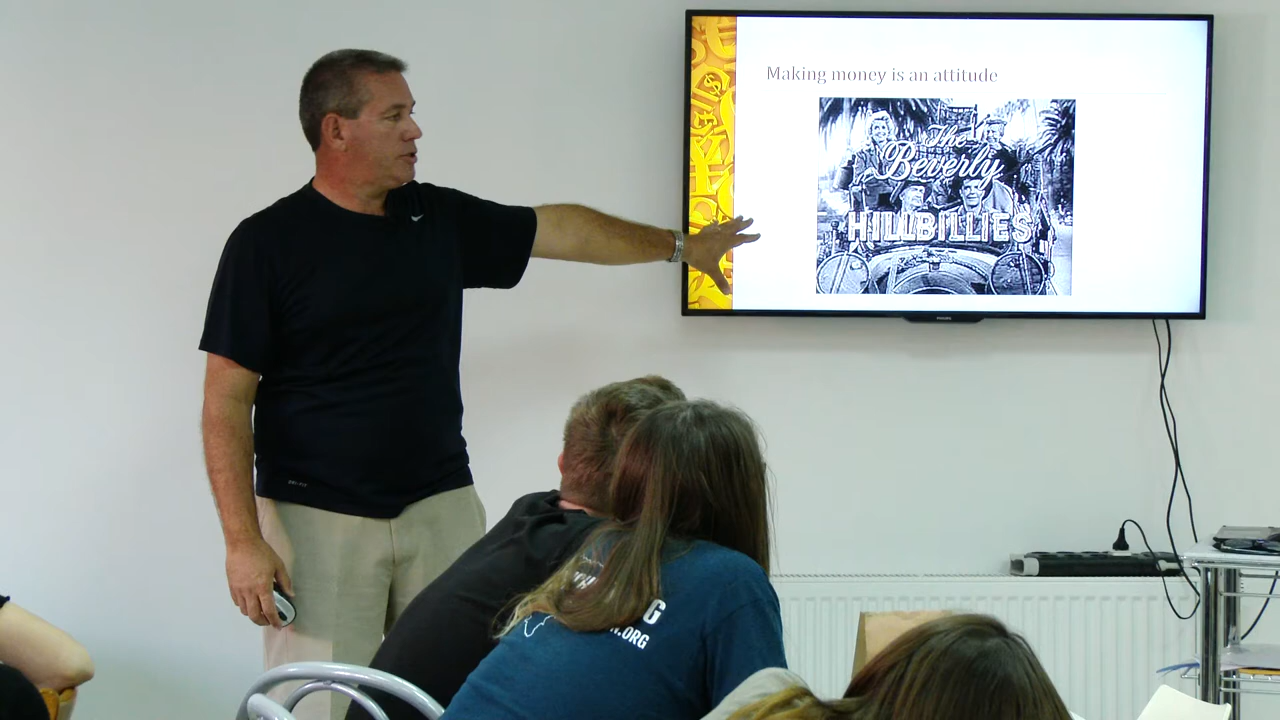 Making money is an attitude
The
Beverly
HILLBILLIES
PHILIPS
G
.ORG